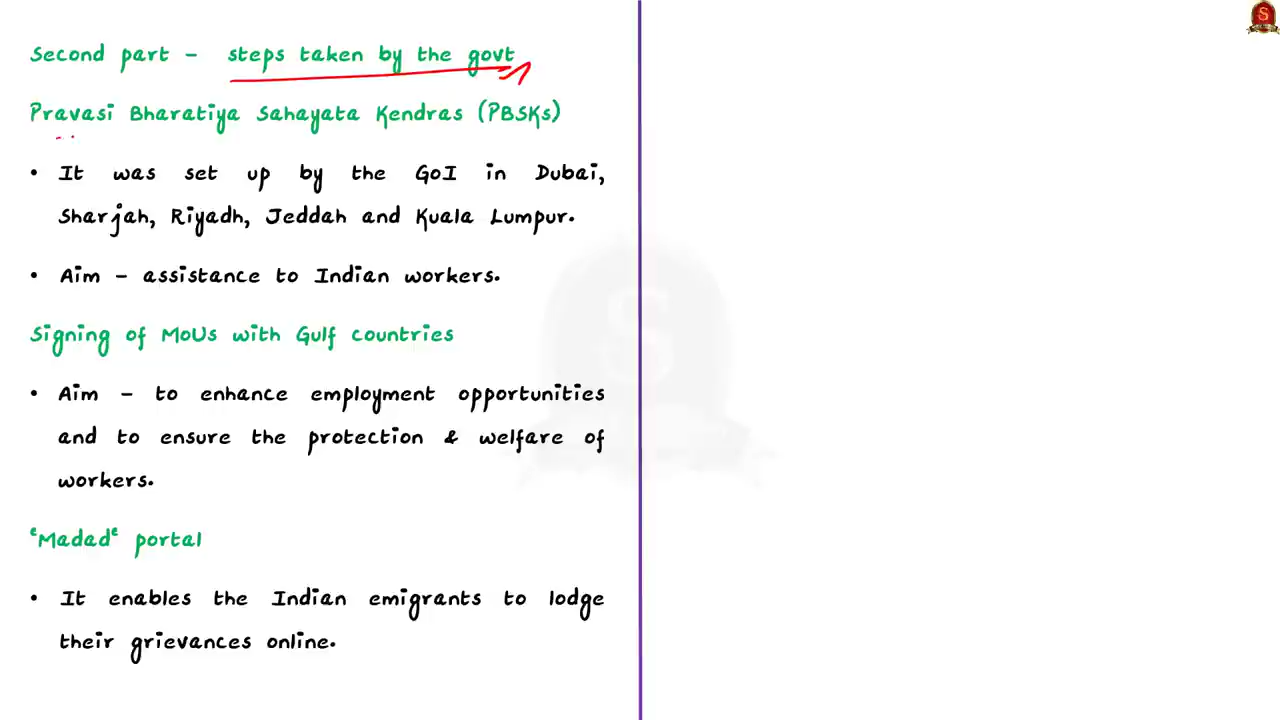 Second part - steps taken by the govt
Pravasi Bharatiya Sahayata Kendras (PBSKs)
• It was set up by the GoI in Dubai,
Sharjah, Riyadh, Jeddah and Kuala Lumpur.
• Aim - assistance to Indian workers.
Signing of MoUs with Gulf countries
• Aim - to enhance employment opportunities
and to ensure the protection & welfare of
workers.
‘Madad‘ portal
• It enables the Indian emigrants to lodge
their grievances online.
S
S